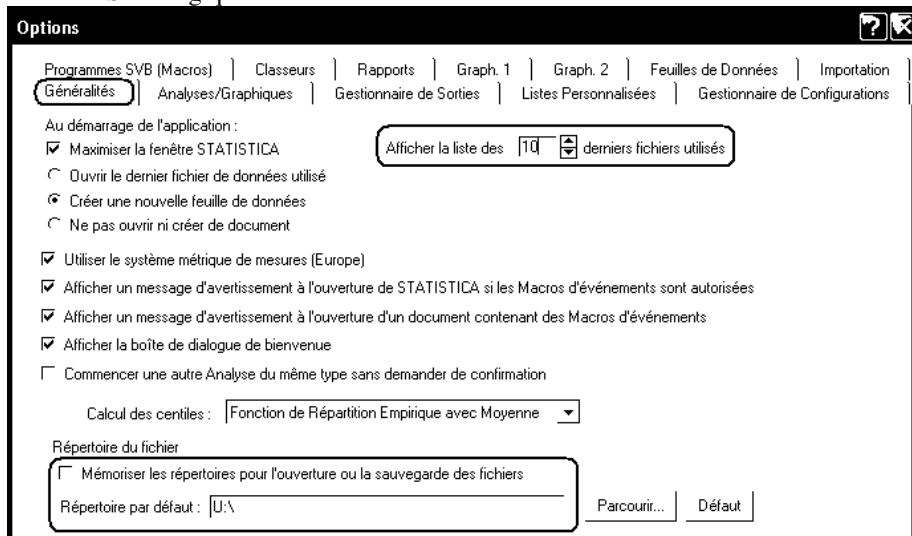 Options
Programmes SVB (Macros) Classeurs Rapports Graph. 1 Graph. 2 Feuilles de Données Importation
Généralités Analyses/Graphiques Gestionnaire de Sorties Listes Personnalisées Gestionnaire de Configurations
Au démarrage de l'application :
Maximiser la fenêtre STATISTICA
Afficher la liste des 10 derniers fichiers utilisés
Ouvrir le dernier fichier de données utilisé
Créer une nouvelle feuille de données
Ne pas ouvrir ni créer de document
Utiliser le système métrique de mesures (Europe)
Afficher un message d'avertissement à l'ouverture de STATISTICA si les Macros d'événements sont autorisées
Afficher un message d'avertissement à l'ouverture d'un document contenant des Macros d'événements
Afficher la boîte de dialogue de bienvenue
Commencer une autre Analyse du même type sans demander de confirmation
Calcul des centiles : Fonction de Répartition Empirique avec Moyenne
Répertoire du fichier
Mémoriser les répertoires pour l'ouverture ou la sauvegarde des fichiers
Répertoire par défaut : U:\ Parcourir... Défaut